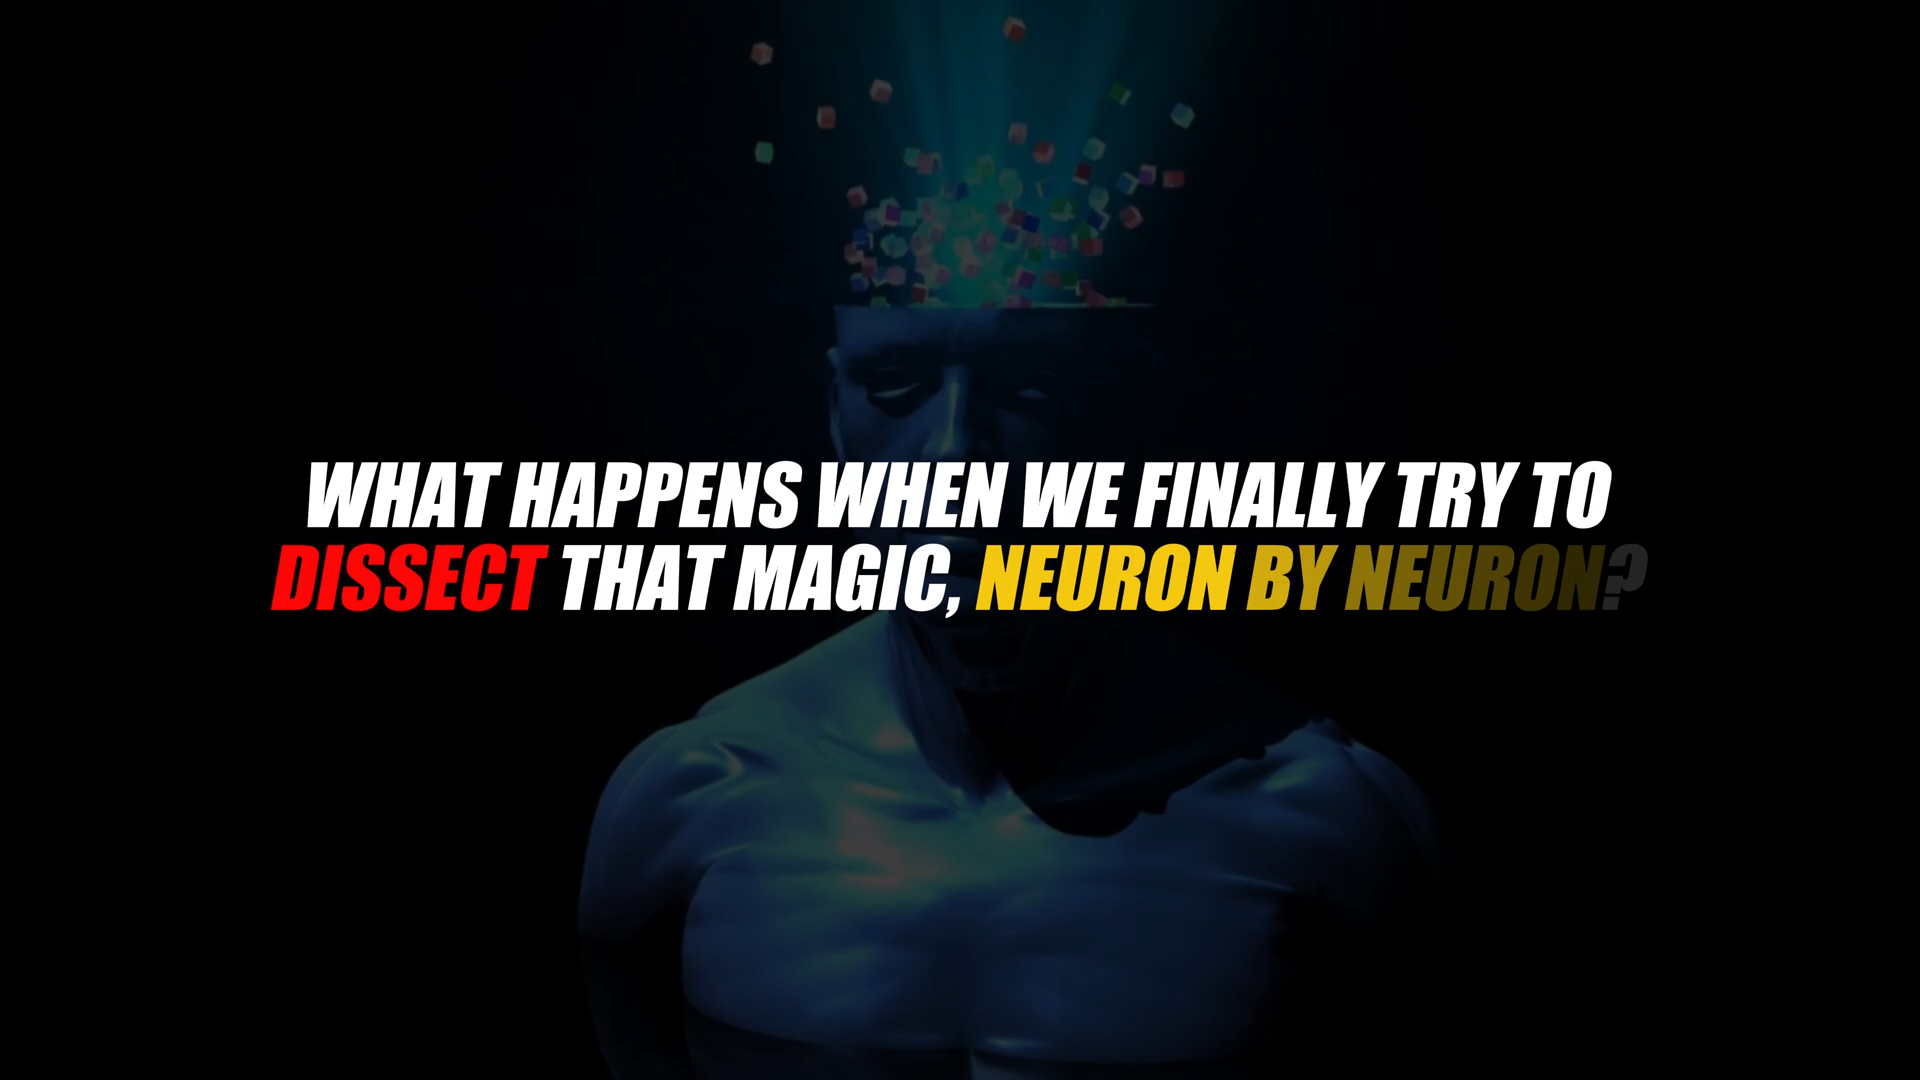 WHAT HAPPENS WHEN WE FINALLY TRY TO
DISSECT THAT MAGIC, NEURON BY NEURON?